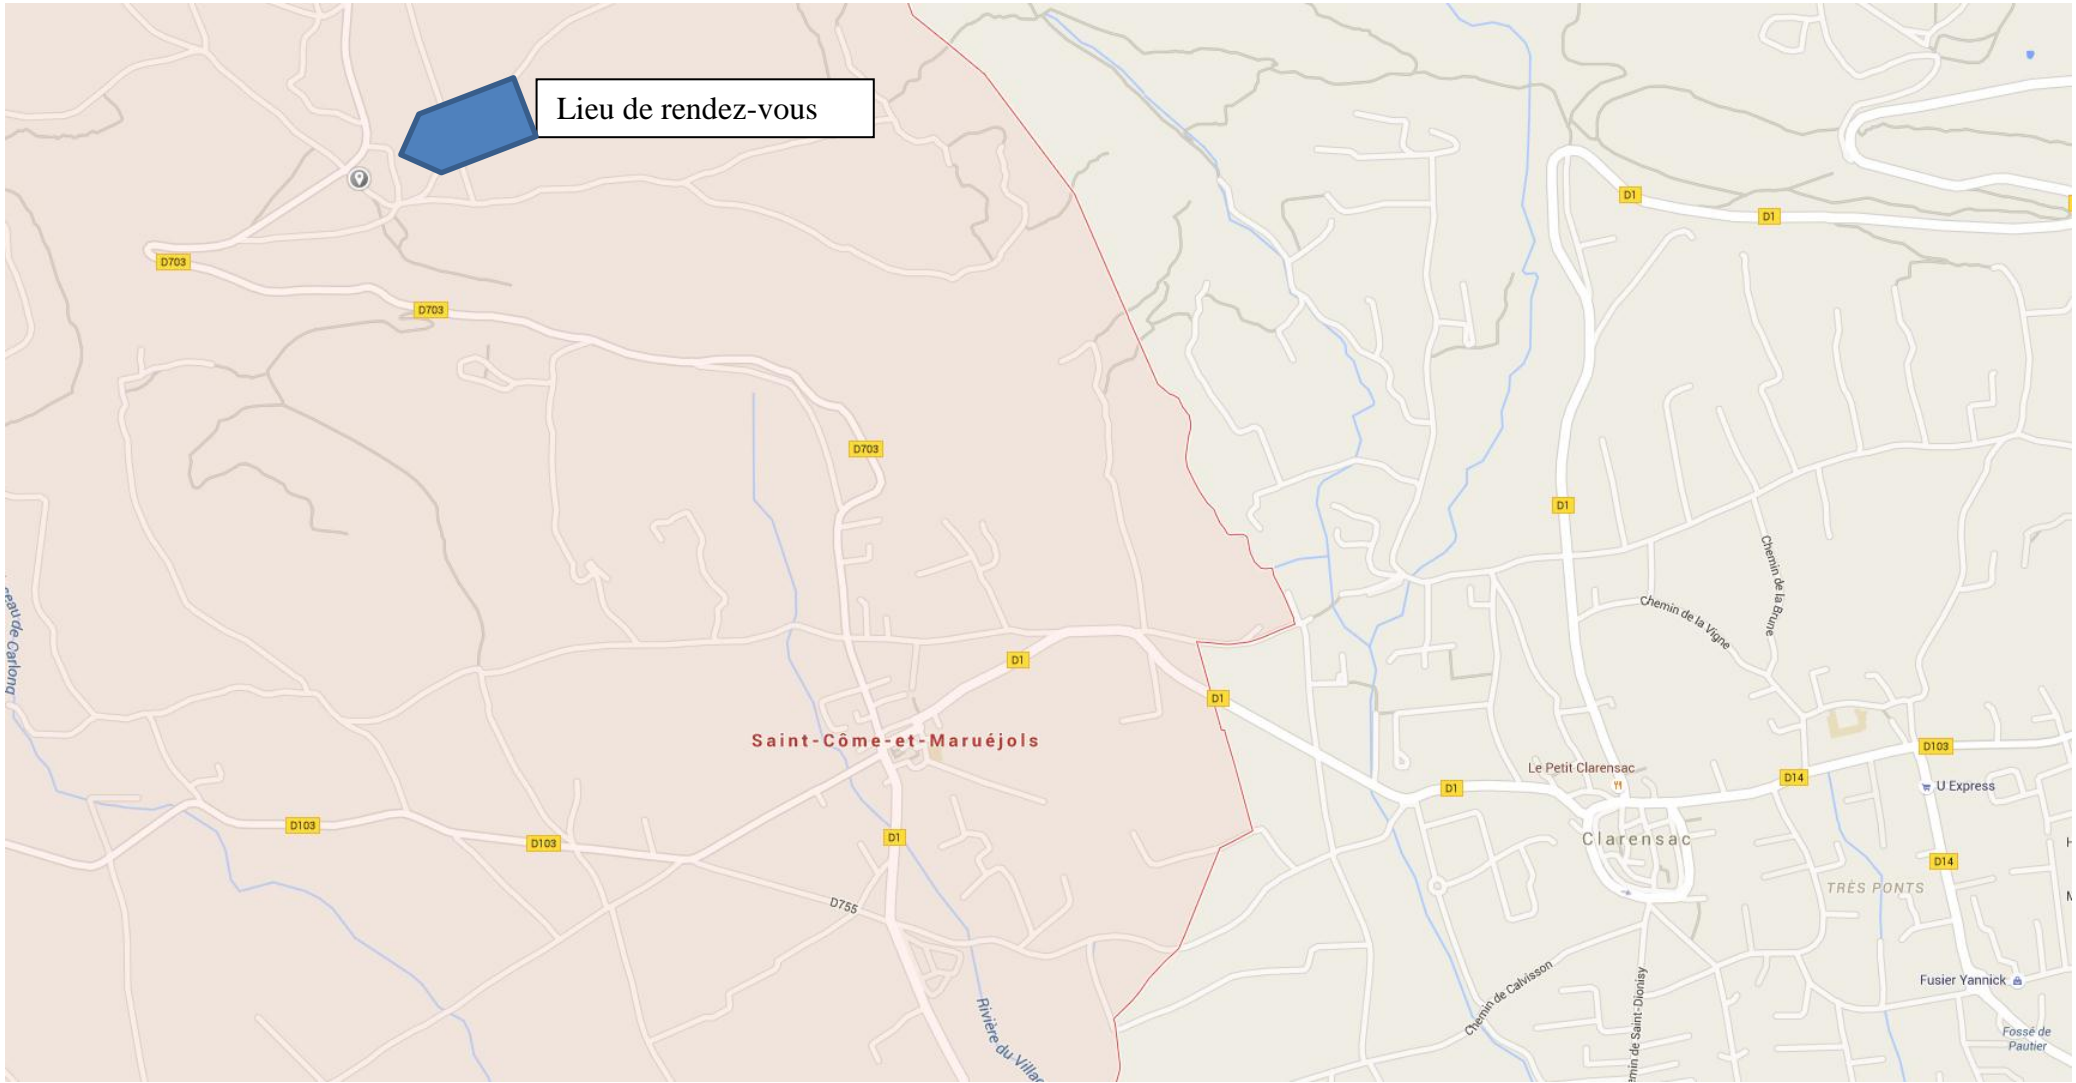 Lieu de rendez-vous
D1
D1
D703
D703
D703
D1
Chemin de la Brune
Chemin de la Vigne
D1
D1
Saint-Côme-et-Maruéjols
D103
Le Petit Clarensac
D14
D1
U Express
D103
D1
Clarensac
D103
D14
TRÈS PONTS
D755
Chemin de Calvisson
Fusier Yannick
Rivière du Villag
emin de Saint-Dionisy
Fossé de
Pautier
eau de Carlong